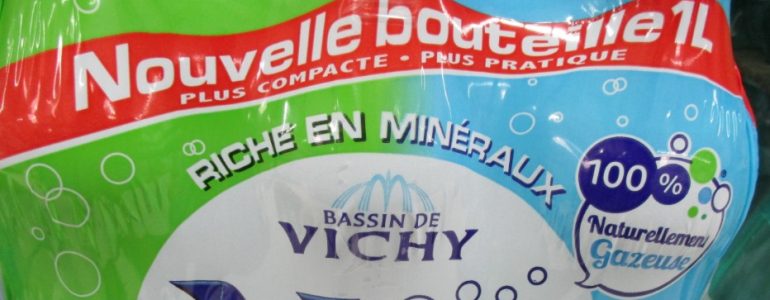 Nouvelle bouteille 1L
PLUS COMPACTE • PLUS PRATIQUE
RICHE EN MINÉRAUX
100 %
Naturellement
Gazeuse
BASSIN DE
VICHY